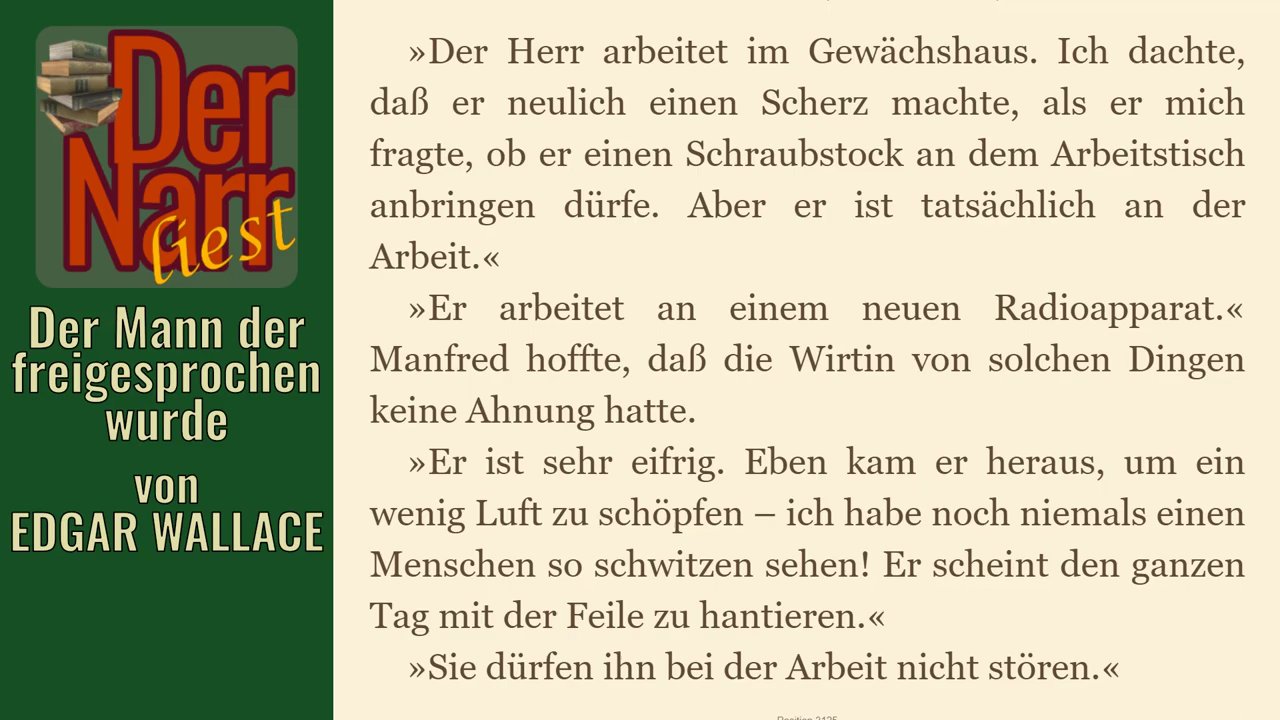 Der
Narr
liest
Der Mann der
freigesprochen
wurde
von
EDGAR WALLACE
»Der Herr arbeitet im Gewächshaus. Ich dachte,
daß er neulich einen Scherz machte, als er mich
fragte, ob er einen Schraubstock an dem Arbeitstisch
anbringen dürfe. Aber er ist tatsächlich an der
Arbeit.«
»Er arbeitet an einem neuen Radioapparat.«
Manfred hoffte, daß die Wirtin von solchen Dingen
keine Ahnung hatte.
»Er ist sehr eifrig. Eben kam er heraus, um ein
wenig Luft zu schöpfen – ich habe noch niemals einen
Menschen so schwitzen sehen! Er scheint den ganzen
Tag mit der Feile zu hantieren.«
»Sie dürfen ihn bei der Arbeit nicht stören.«